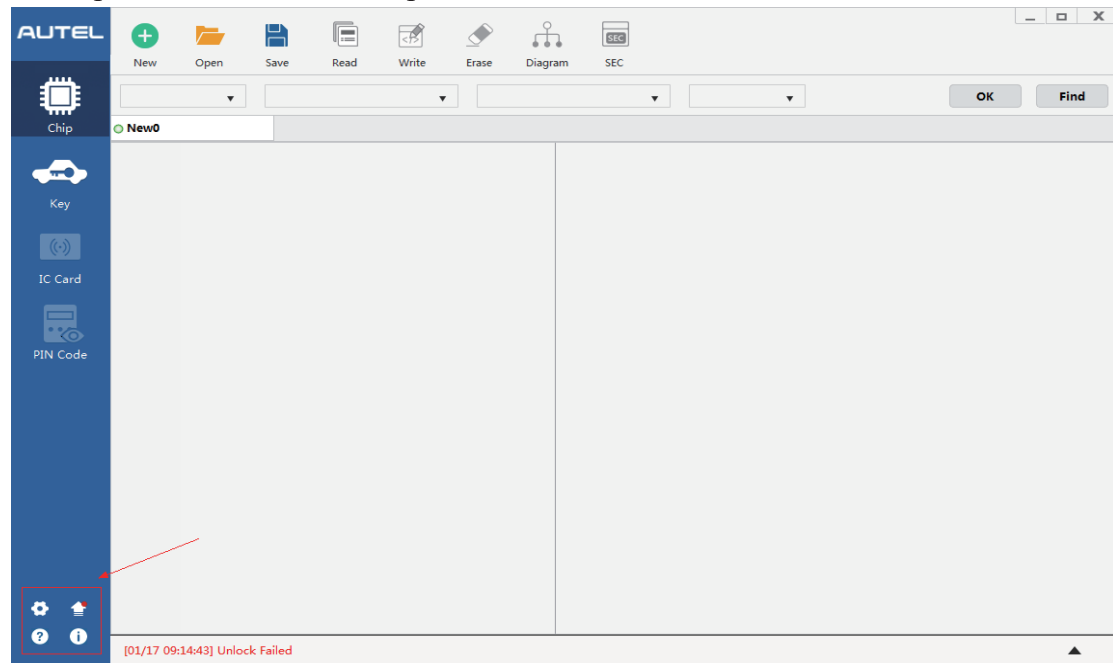 AUTEL
New Open Save Read Write Erase Diagram SEC
SEC
OK Find
Chip
New0
Key
IC Card
PIN Code
[01/17 09:14:43] Unlock Failed